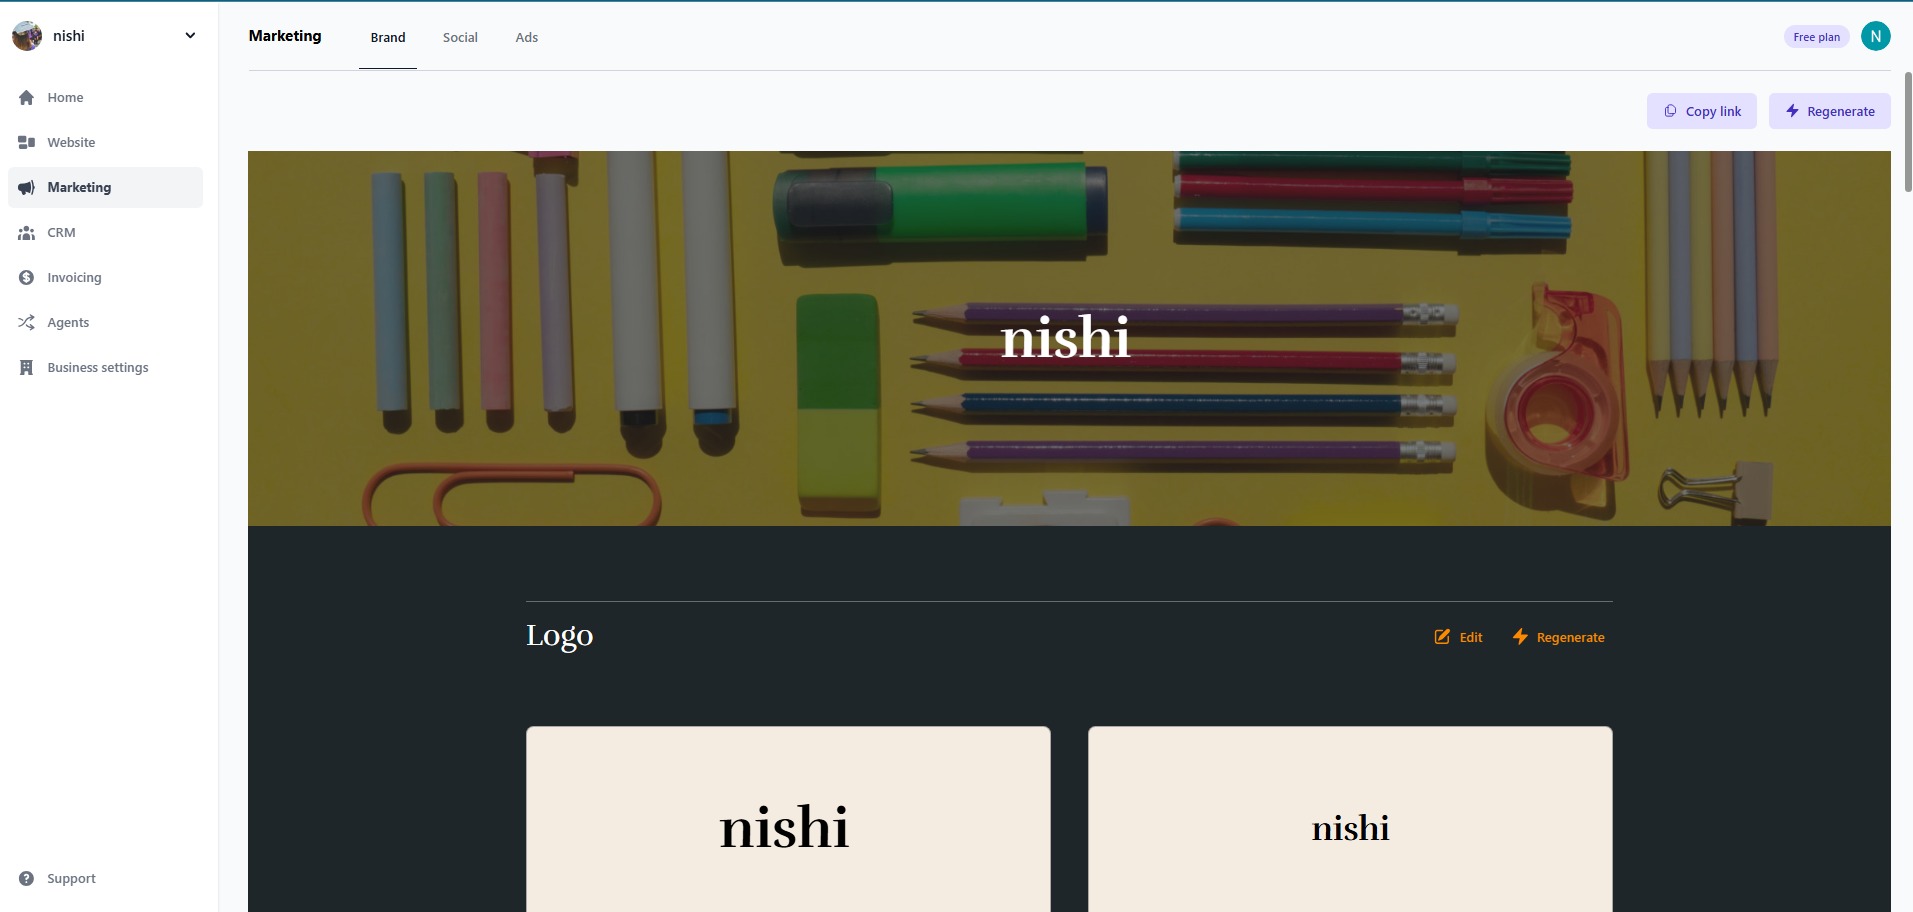 nishi
Home
Website
Marketing
CRM
Invoicing
Agents
Business settings
Support
Marketing
Brand
Social
Ads
Free plan
N
Copy link
Regenerate
nishi
Logo
Edit
Regenerate
nishi
nishi